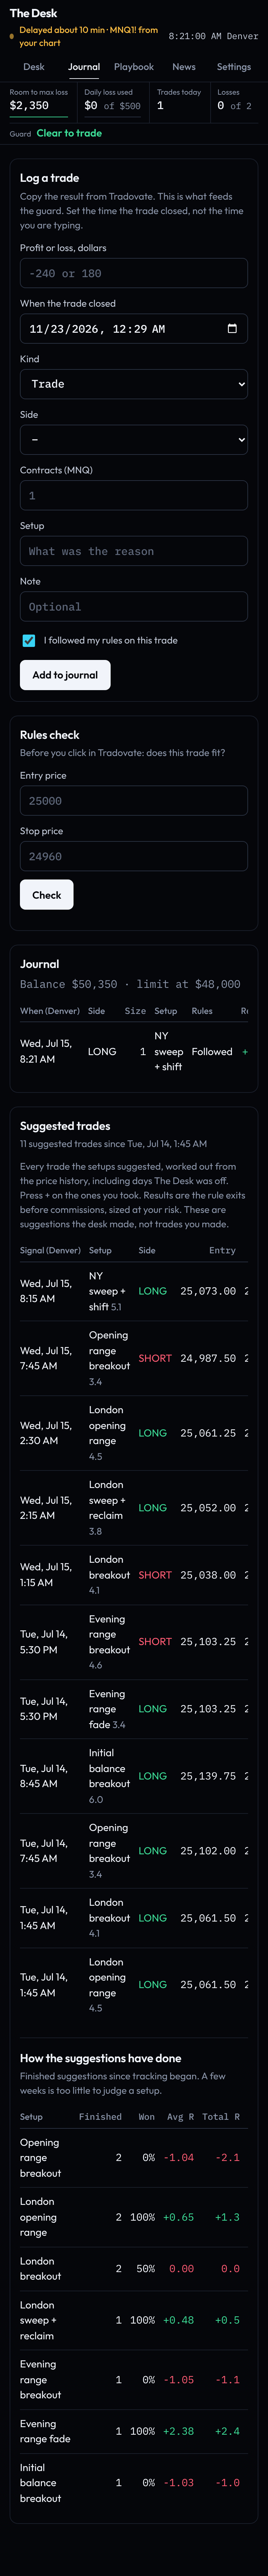 The Desk
Delayed about 10 min · MNQ1! from
your chart
8:21:00 AM Denver
Desk
Journal
Playbook
News
Settings
Room to max loss
$2,350
Daily loss used
$0 of $500
Trades today
1
Losses
0 of 2
Guard Clear to trade
Log a trade
Copy the result from Tradovate. This is what feeds
the guard. Set the time the trade closed, not the time
you are typing.
Profit or loss, dollars
-240 or 180
When the trade closed
11/23/2026, 12:29 AM
Kind
Trade
Side
–
Contracts (MNQ)
1
Setup
What was the reason
Note
Optional
I followed my rules on this trade
Add to journal
Rules check
Before you click in Tradovate: does this trade fit?
Entry price
25000
Stop price
24960
Check
Journal
Balance $50,350 · limit at $48,000
When (Denver) Side Size Setup Rules
Wed, Jul 15,
8:21 AM
LONG
1
NY
sweep
+ shift
Followed
+
Suggested trades
11 suggested trades since Tue, Jul 14, 1:45 AM
Every trade the setups suggested, worked out from
the price history, including days The Desk was off.
Press + on the ones you took. Results are the rule exits
before commissions, sized at your risk. These are
suggestions the desk made, not trades you made.
Signal (Denver) Setup Side Entry
Wed, Jul 15,
8:15 AM
NY
sweep +
shift 5.1
LONG
25,073.00
Wed, Jul 15,
7:45 AM
Opening
range
breakout
3.4
SHORT
24,987.50
Wed, Jul 15,
2:30 AM
London
opening
range
4.5
LONG
25,061.25
Wed, Jul 15,
2:15 AM
London
sweep +
reclaim
3.8
LONG
25,052.00
Wed, Jul 15,
1:15 AM
London
breakout
4.1
SHORT
25,038.00
Tue, Jul 14,
5:30 PM
Evening
range
breakout
4.6
SHORT
25,103.25
Tue, Jul 14,
5:30 PM
Evening
range
fade 3.4
LONG
25,103.25
Tue, Jul 14,
8:45 AM
Initial
balance
breakout
6.0
LONG
25,139.75
Tue, Jul 14,
7:45 AM
Opening
range
breakout
3.4
LONG
25,102.00
Tue, Jul 14,
1:45 AM
London
breakout
4.1
LONG
25,061.50
Tue, Jul 14,
1:45 AM
London
opening
range
4.5
LONG
25,061.50
How the suggestions have done
Finished suggestions since tracking began. A few
weeks is too little to judge a setup.
Setup Finished Won Avg R Total R
Opening
range
breakout
2 0% -1.04 -2.1
London
opening
range
2 100% +0.65 +1.3
London
breakout
2 50% 0.00 0.0
London
sweep +
reclaim
1 100% +0.48 +0.5
Evening
range
breakout
1 0% -1.05 -1.1
Evening
range fade
1 100% +2.38 +2.4
Initial
balance
breakout
1 0% -1.03 -1.0